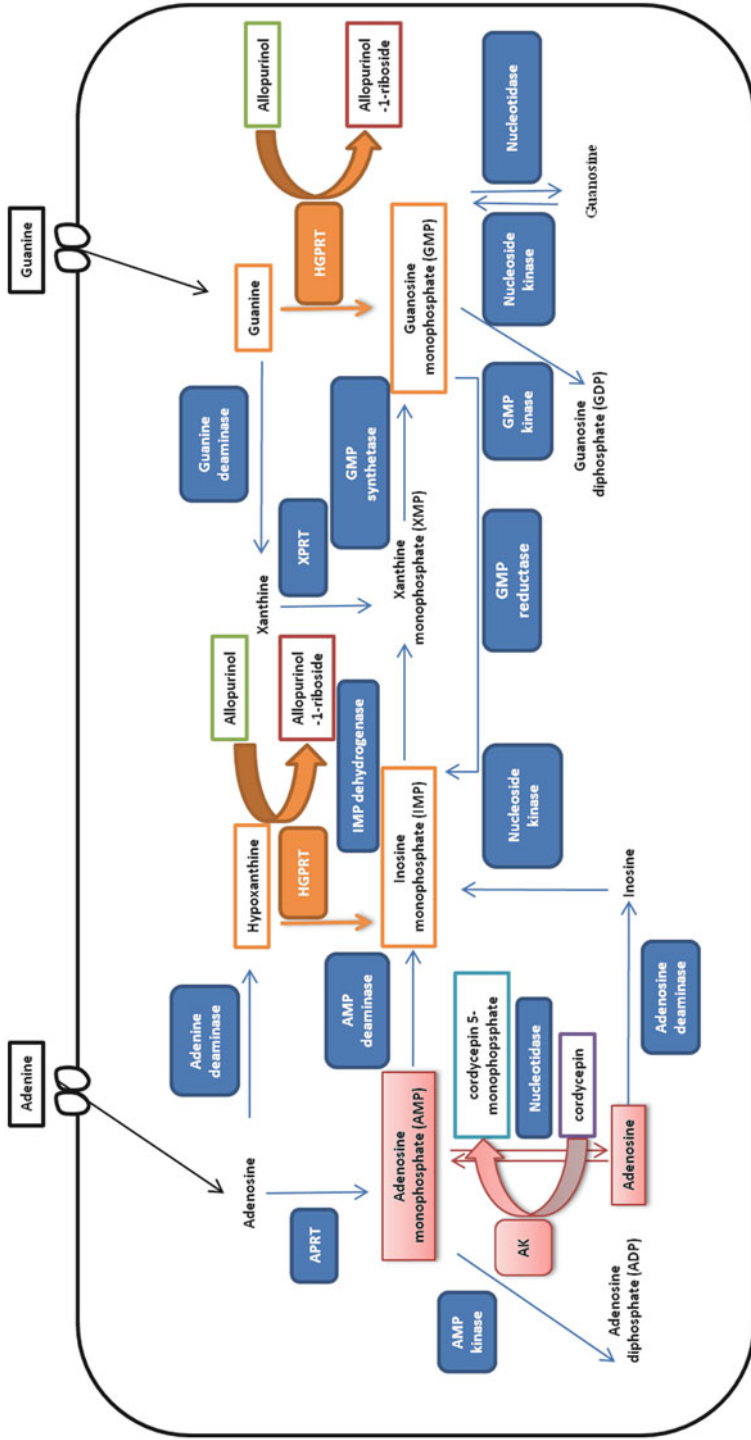 Adenine
Guanine
Adenosine
Adenine
deaminase
Hypoxanthine
Allopurinol
Xanthine
Guanine
deaminase
Guanine
Allopurinol
APRT
HGPRT
Allopurinol
-1-riboside
XPRT
HGPRT
Allopurinol
-1-riboside
AMP
deaminase
IMP dehydrogenase
GMP
synthetase
Adenosine
monophosphate (AMP)
Inosine
monophosphate (IMP)
Xanthine
monophosphate (XMP)
Guanosine
monophosphate (GMP)
AMP
kinase
AK
cordycepin 5-
monophopsphate
Nucleotidase
cordycepin
Nucleoside
kinase
GMP
reductase
GMP
kinase
Nucleoside
kinase
Nucleotidase
Adenosine
diphosphate (ADP)
Adenosine
Adenosine
deaminase
Inosine
Guanosine
diphosphate (GDP)
Guanosine